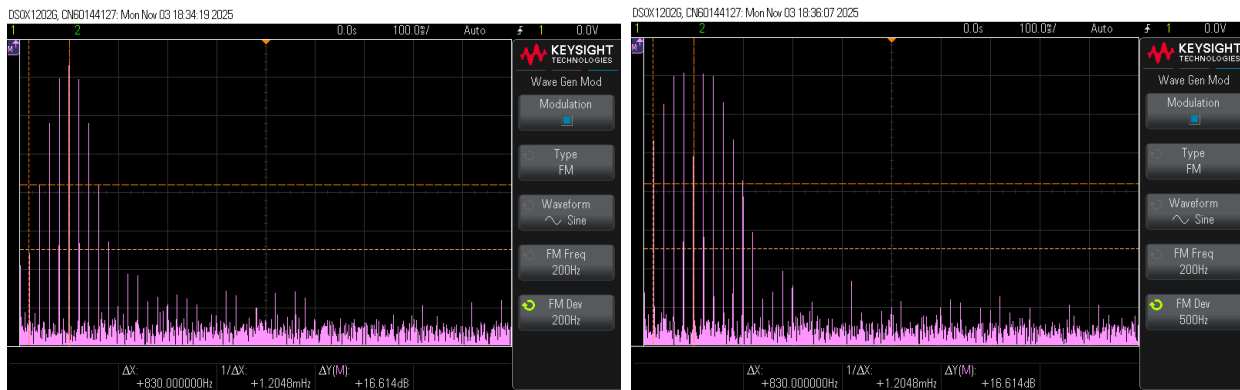 DSOX1202G, CN60144127: Mon Nov 03 18:34:19 2025
1 2 0.0s 100.0㎳/ Auto 1 0.0V
M
KEYSIGHT
TECHNOLOGIES
Wave Gen Mod
Modulation
Type
FM
Waveform
Sine
FM Freq
200Hz
FM Dev
200Hz
ΔX: 1/ΔX: ΔY(M):
+830.000000Hz +1.2048mHz +16.614dB
DSOX1202G, CN60144127: Mon Nov 03 18:36:07 2025
1 2 0.0s 100.0㎳/ Auto 1 0.0V
M
KEYSIGHT
TECHNOLOGIES
Wave Gen Mod
Modulation
Type
FM
Waveform
Sine
FM Freq
200Hz
FM Dev
500Hz
ΔX: 1/ΔX: ΔY(M):
+830.000000Hz +1.2048mHz +16.614dB